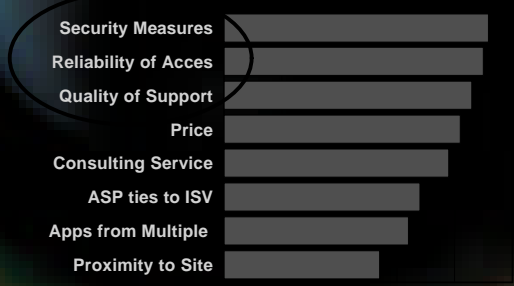 Security Measures
Reliability of Acces
Quality of Support
Price
Consulting Service
ASP ties to ISV
Apps from Multiple
Proximity to Site